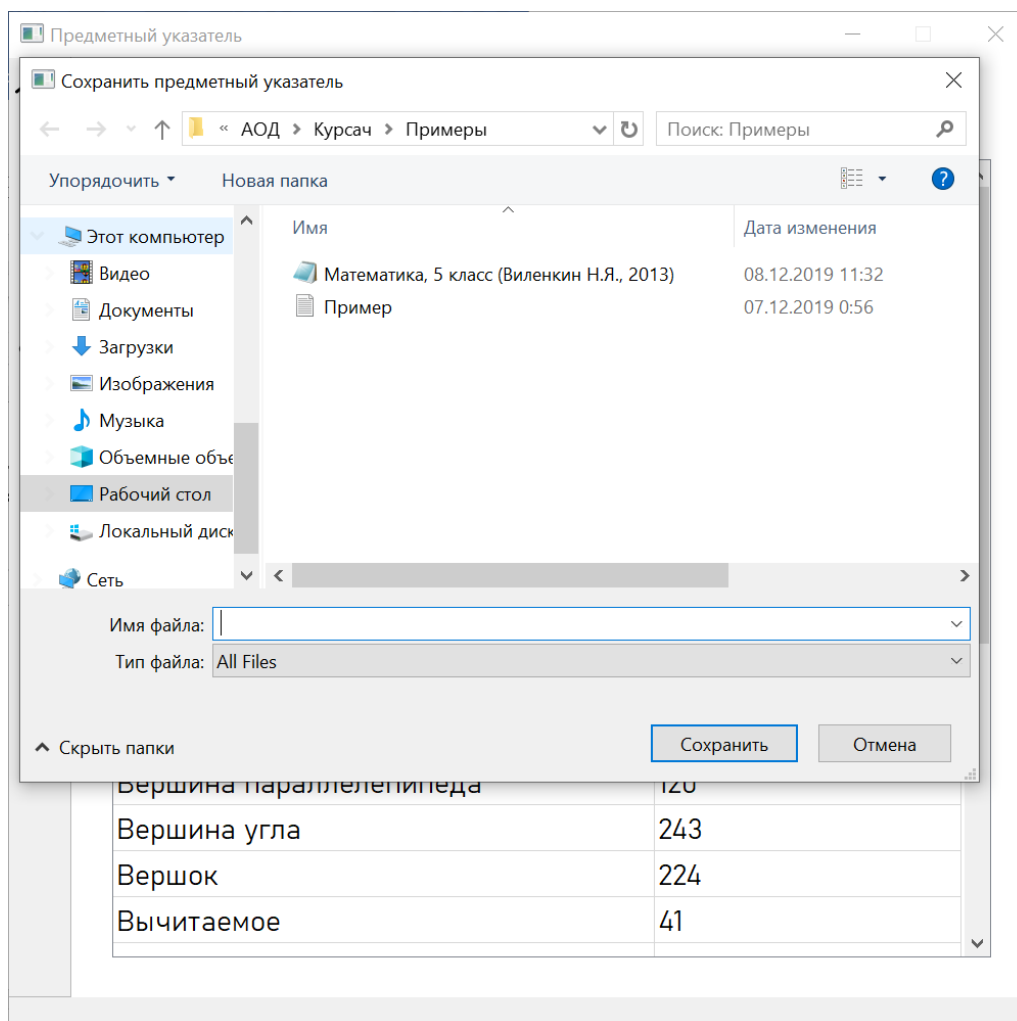 Предметный указатель
Сохранить предметный указатель
« АОД > Курсач > Примеры
Поиск: Примеры
Упорядочить
Новая папка
?
Имя
Дата изменения
Этот компьютер
Видео
Документы
Загрузки
Изображения
Музыка
Объемные объе
Рабочий стол
Локальный диск
Сеть
Математика, 5 класс (Виленкин Н.Я., 2013) 08.12.2019 11:32
Пример 07.12.2019 0:56
Имя файла:
Тип файла: All Files
Скрыть папки
Сохранить
Отмена
Вершина параллелепипеда 126
Вершина угла 243
Вершок 224
Вычитаемое 41